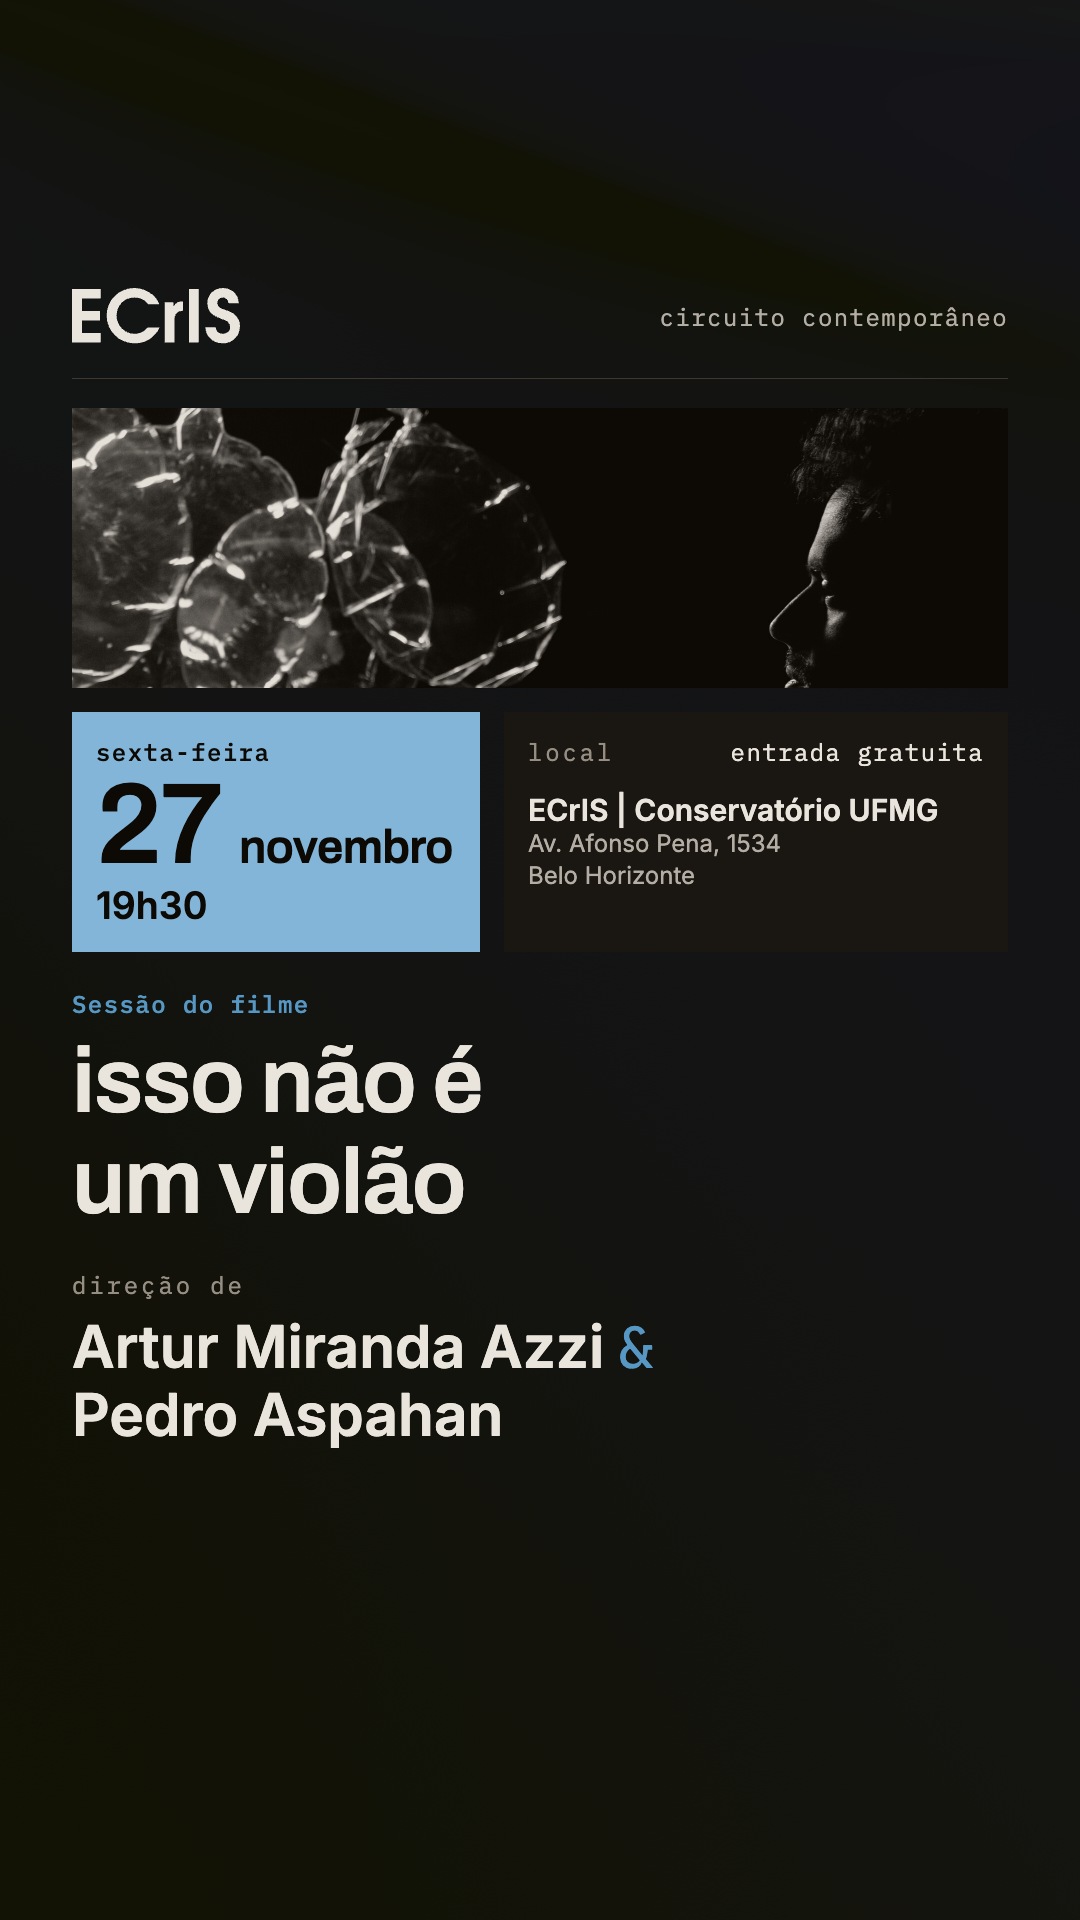 ECrIS
circuito contemporâneo
sexta-feira
27 novembro
19h30
local
entrada gratuita
ECrIS | Conservatório UFMG
Av. Afonso Pena, 1534
Belo Horizonte
Sessão do filme
isso não é
um violão
direção de
Artur Miranda Azzi &
Pedro Aspahan